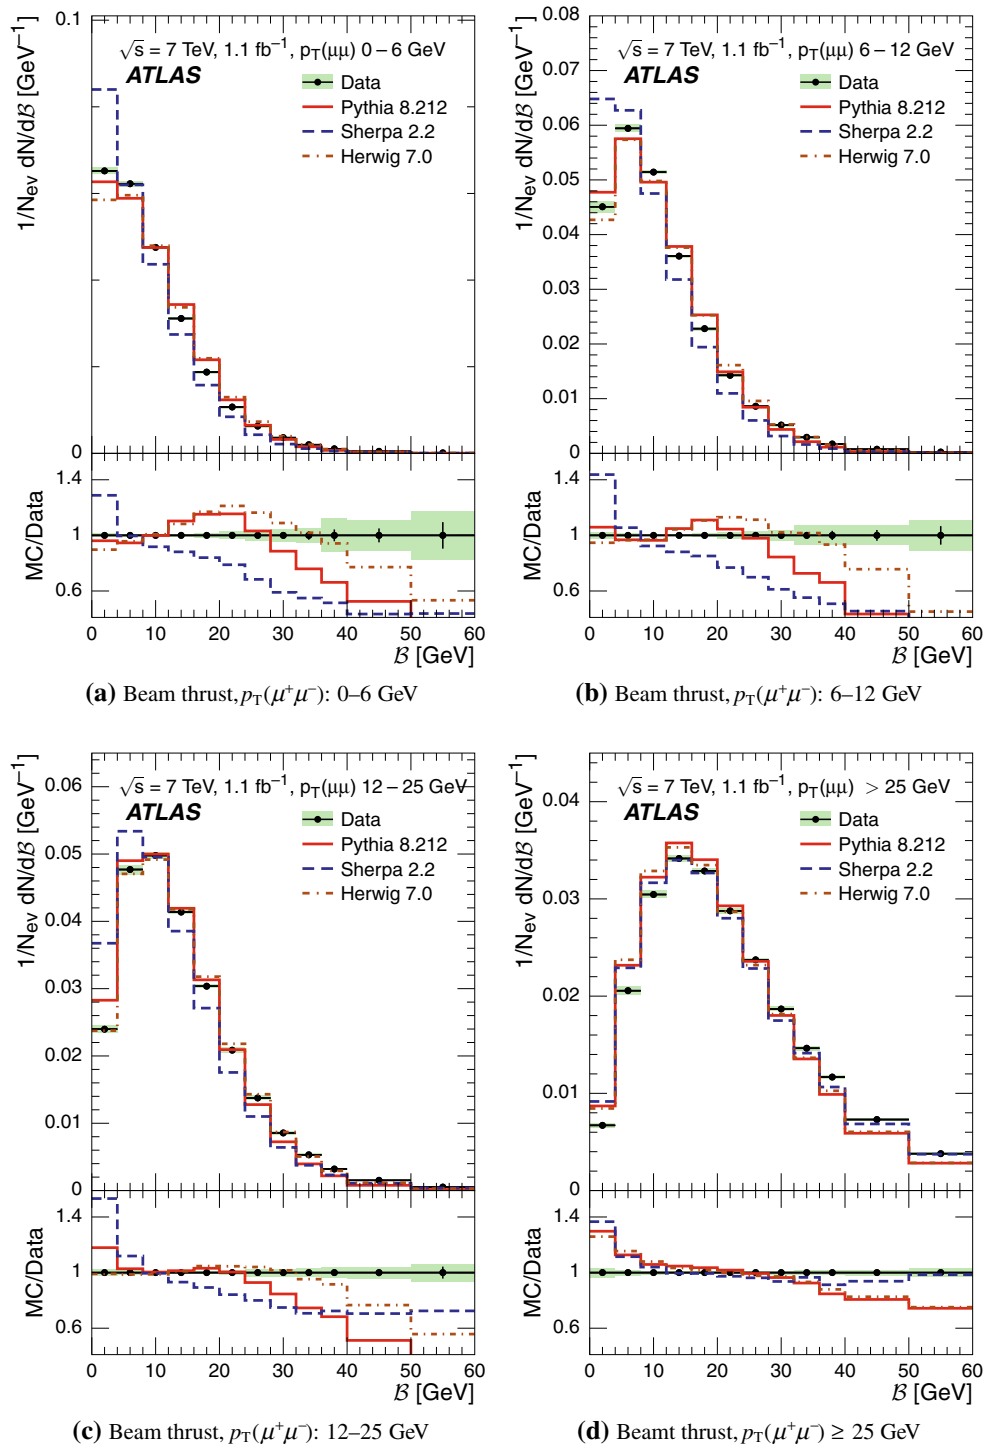 0.1
√s = 7 TeV, 1.1 fb⁻¹, pT(μμ) 0 – 6 GeV
ATLAS
Data
Pythia 8.212
Sherpa 2.2
Herwig 7.0
1/Nev dN/dℬ [GeV⁻¹]
0
1.4
1
0.6
MC/Data
0 10 20 30 40 50 60
ℬ [GeV]
(a) Beam thrust, pT(μ⁺μ⁻): 0–6 GeV
0.08
√s = 7 TeV, 1.1 fb⁻¹, pT(μμ) 6 – 12 GeV
ATLAS
Data
Pythia 8.212
Sherpa 2.2
Herwig 7.0
1/Nev dN/dℬ [GeV⁻¹]
0.07
0.06
0.05
0.04
0.03
0.02
0.01
0
1.4
1
0.6
MC/Data
0 10 20 30 40 50 60
ℬ [GeV]
(b) Beam thrust, pT(μ⁺μ⁻): 6–12 GeV
√s = 7 TeV, 1.1 fb⁻¹, pT(μμ) 12 – 25 GeV
ATLAS
Data
Pythia 8.212
Sherpa 2.2
Herwig 7.0
1/Nev dN/dℬ [GeV⁻¹]
0.06
0.05
0.04
0.03
0.02
0.01
0
1.4
1
0.6
MC/Data
0 10 20 30 40 50 60
ℬ [GeV]
(c) Beam thrust, pT(μ⁺μ⁻): 12–25 GeV
√s = 7 TeV, 1.1 fb⁻¹, pT(μμ) > 25 GeV
ATLAS
Data
Pythia 8.212
Sherpa 2.2
Herwig 7.0
1/Nev dN/dℬ [GeV⁻¹]
0.04
0.03
0.02
0.01
0
1.4
1
0.6
MC/Data
0 10 20 30 40 50 60
ℬ [GeV]
(d) Beamt thrust, pT(μ⁺μ⁻) ≥ 25 GeV